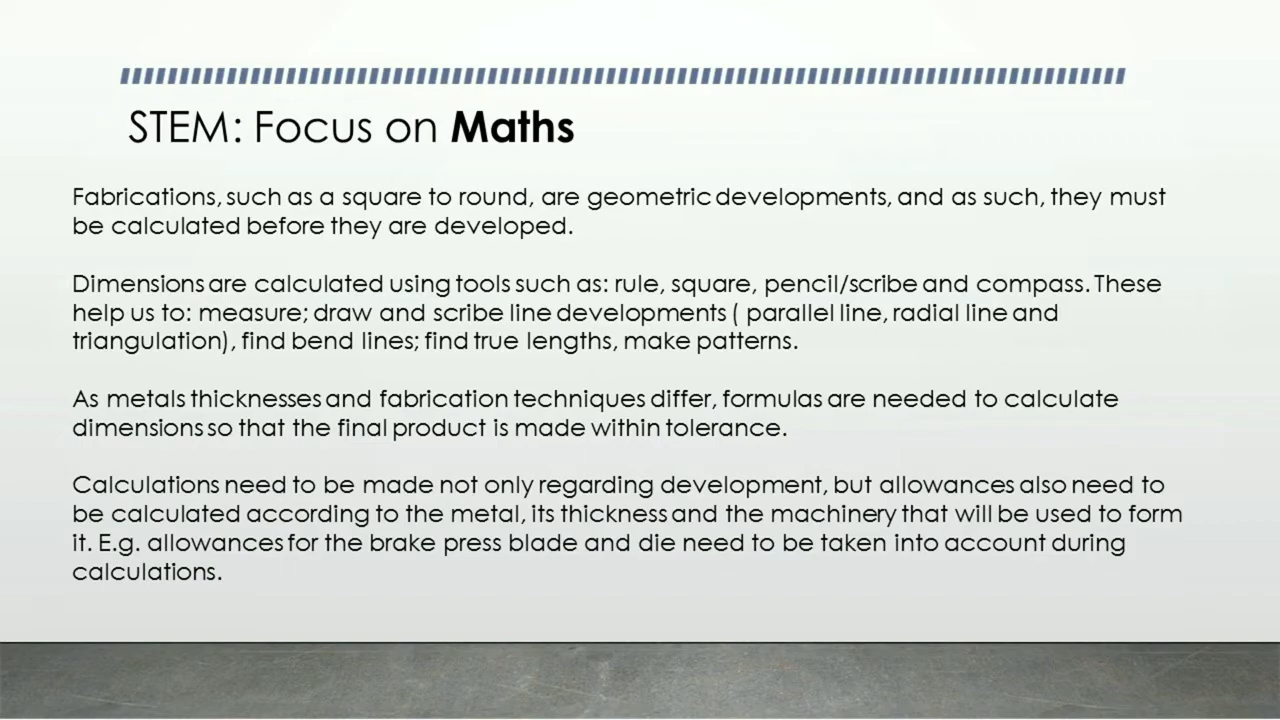 STEM: Focus on Maths
Fabrications, such as a square to round, are geometric developments, and as such, they must
be calculated before they are developed.
Dimensions are calculated using tools such as: rule, square, pencil/scribe and compass. These
help us to: measure; draw and scribe line developments ( parallel line, radial line and
triangulation), find bend lines; find true lengths, make patterns.
As metals thicknesses and fabrication techniques differ, formulas are needed to calculate
dimensions so that the final product is made within tolerance.
Calculations need to be made not only regarding development, but allowances also need to
be calculated according to the metal, its thickness and the machinery that will be used to form
it. E.g. allowances for the brake press blade and die need to be taken into account during
calculations.